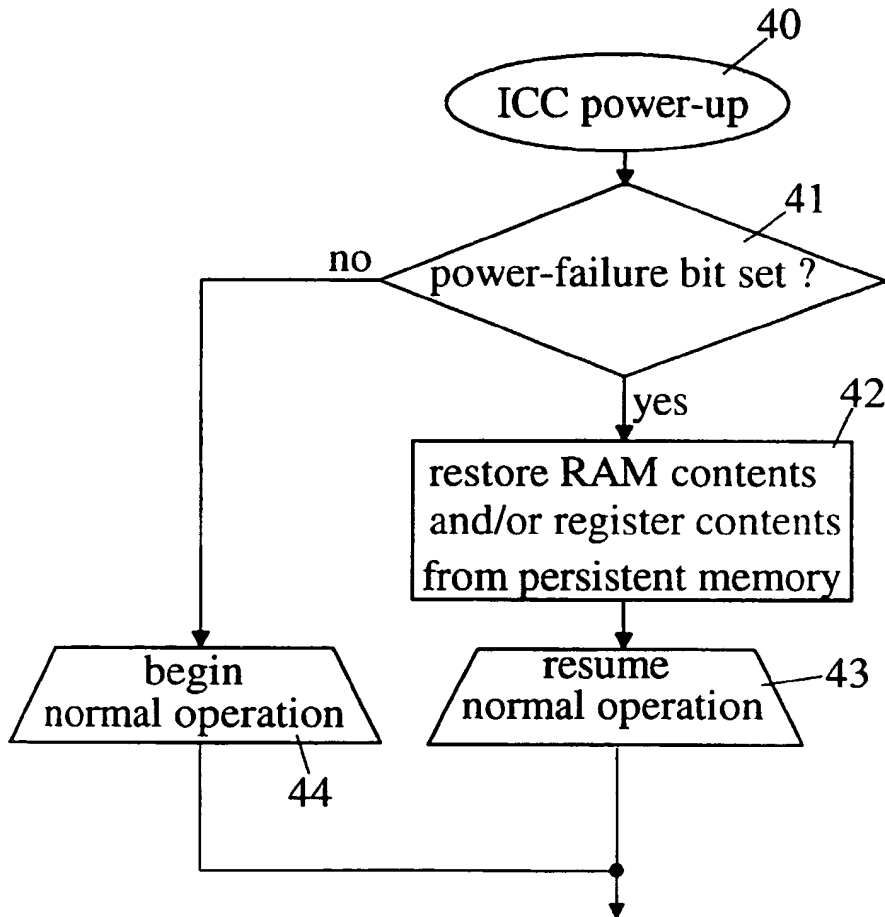 40
ICC power-up
41
power-failure bit set ?
no
yes
42
restore RAM contents
and/or register contents
from persistent memory
begin
normal operation
44
resume
normal operation
43